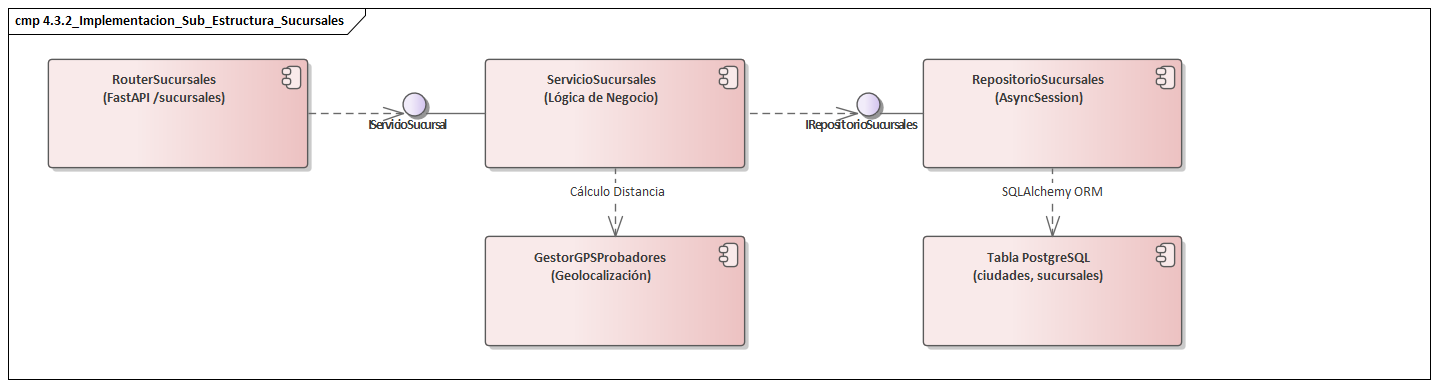 cmp 4.3.2_Implementacion_Sub_Estructura_Sucursales
RouterSucursales
(FastAPI /sucursales)
IServicioSucursal
ServicioSucursales
(Lógica de Negocio)
IRepositorioSucursales
RepositorioSucursales
(AsyncSession)
Cálculo Distancia
SQLAlchemy ORM
GestorGPSProbadores
(Geolocalización)
Tabla PostgreSQL
(ciudades, sucursales)